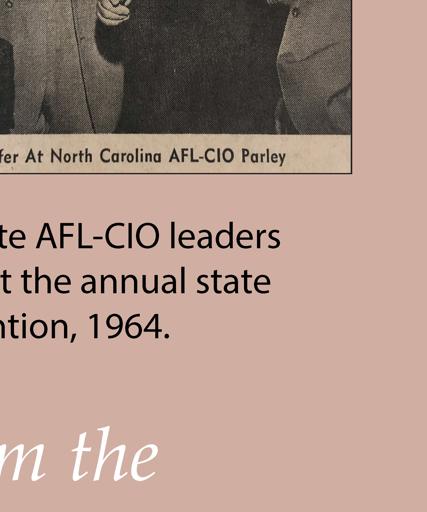 fer At North Carolina AFL-CIO Parley
te AFL-CIO leaders
t the annual state
ntion, 1964.
m the